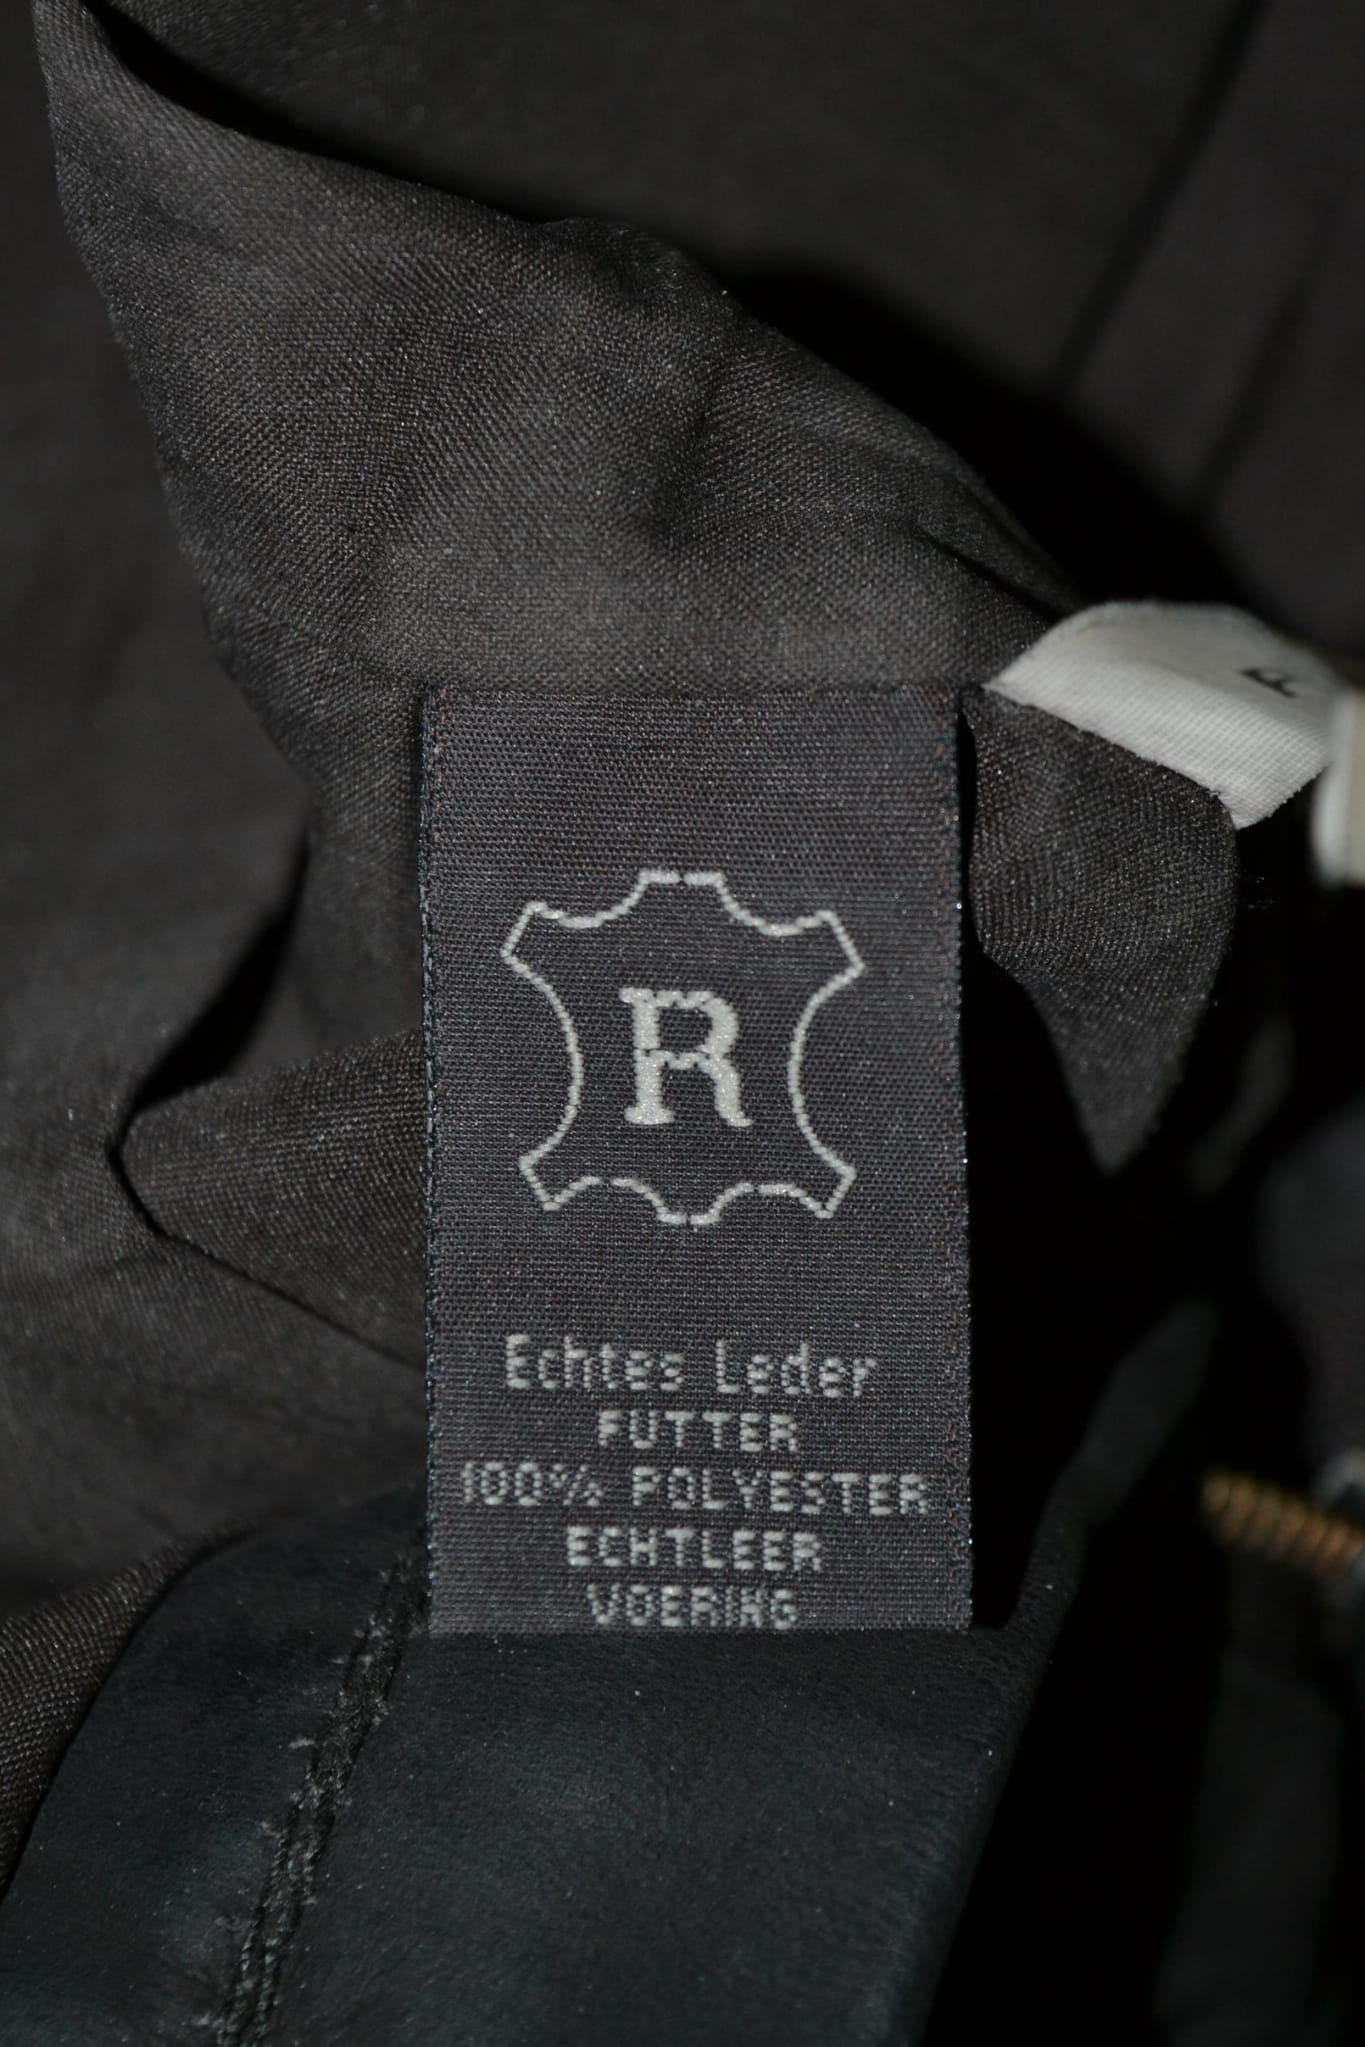 R
Echtes Leder
FUTTER
100% POLYESTER
ECHTLEER
VOERING
F